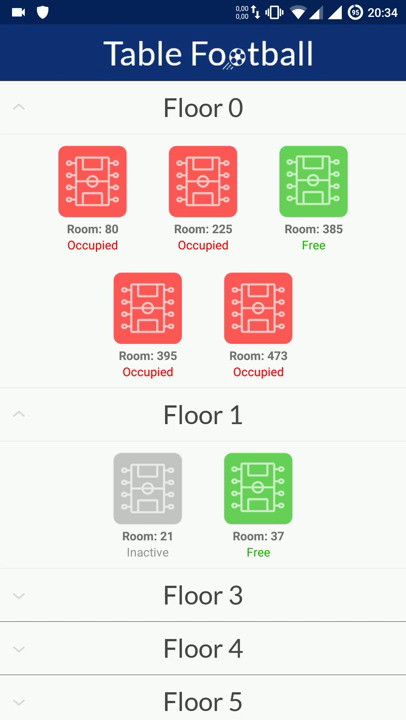 0,00
0,00
95
20:34
Table Football
Floor 0
Room: 80
Occupied
Room: 225
Occupied
Room: 385
Free
Room: 395
Occupied
Room: 473
Occupied
Floor 1
Room: 21
Inactive
Room: 37
Free
Floor 3
Floor 4
Floor 5